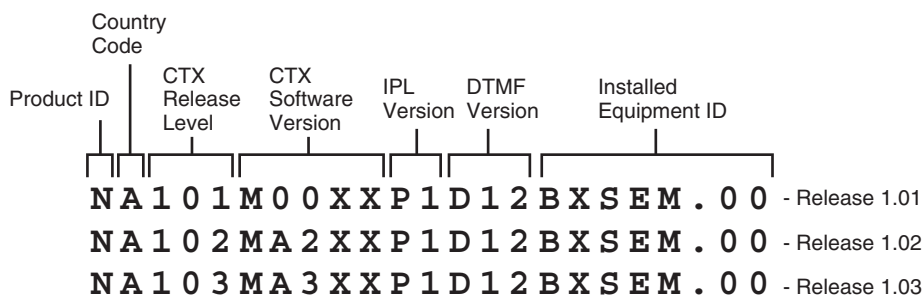 Country
Code
Product ID
CTX
Release
Level
CTX
Software
Version
IPL
Version
DTMF
Version
Installed
Equipment ID
NA101M00XXP1D12BXSEM.00 - Release 1.01
NA102MA2XXP1D12BXSEM.00 - Release 1.02
NA103MA3XXP1D12BXSEM.00 - Release 1.03